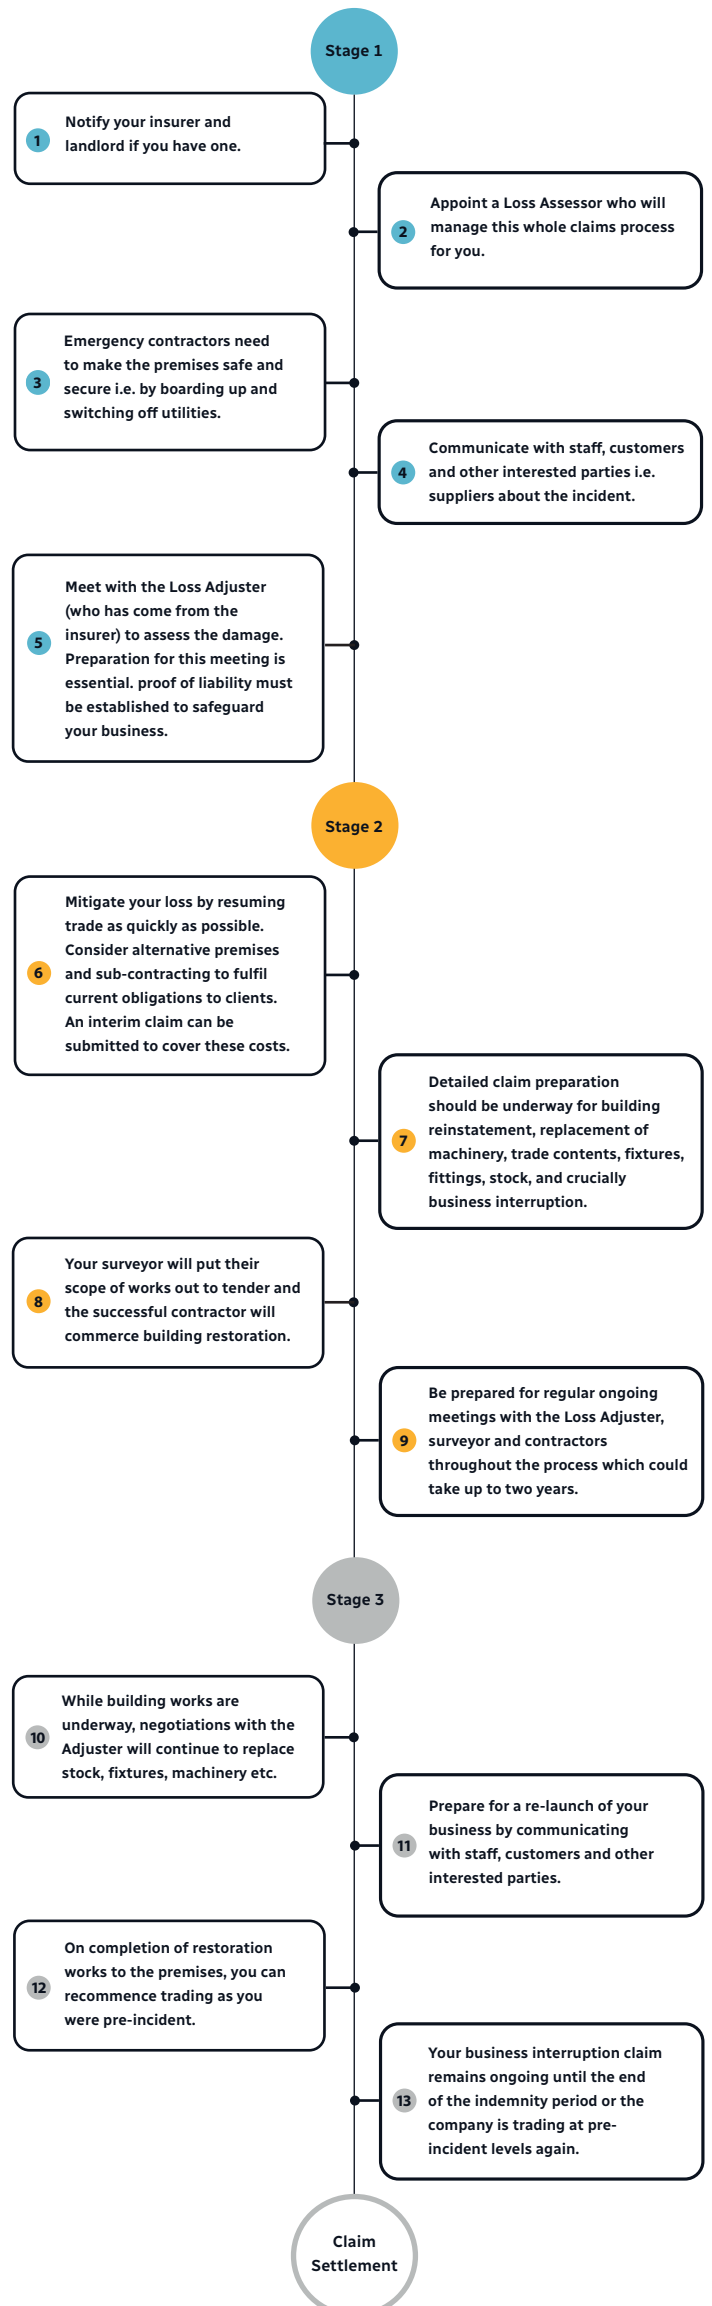 Stage 1
1
Notify your insurer and
landlord if you have one.
2
Appoint a Loss Assessor who will
manage this whole claims process
for you.
3
Emergency contractors need
to make the premises safe and
secure i.e. by boarding up and
switching off utilities.
4
Communicate with staff, customers
and other interested parties i.e.
suppliers about the incident.
5
Meet with the Loss Adjuster
(who has come from the
insurer) to assess the damage.
Preparation for this meeting is
essential. proof of liability must
be established to safeguard
your business.
Stage 2
6
Mitigate your loss by resuming
trade as quickly as possible.
Consider alternative premises
and sub-contracting to fulfil
current obligations to clients.
An interim claim can be
submitted to cover these costs.
7
Detailed claim preparation
should be underway for building
reinstatement, replacement of
machinery, trade contents, fixtures,
fittings, stock, and crucially
business interruption.
8
Your surveyor will put their
scope of works out to tender and
the successful contractor will
commerce building restoration.
9
Be prepared for regular ongoing
meetings with the Loss Adjuster,
surveyor and contractors
throughout the process which could
take up to two years.
Stage 3
10
While building works are
underway, negotiations with the
Adjuster will continue to replace
stock, fixtures, machinery etc.
11
Prepare for a re-launch of your
business by communicating
with staff, customers and other
interested parties.
12
On completion of restoration
works to the premises, you can
recommence trading as you
were pre-incident.
13
Your business interruption claim
remains ongoing until the end
of the indemnity period or the
company is trading at pre-
incident levels again.
Claim
Settlement